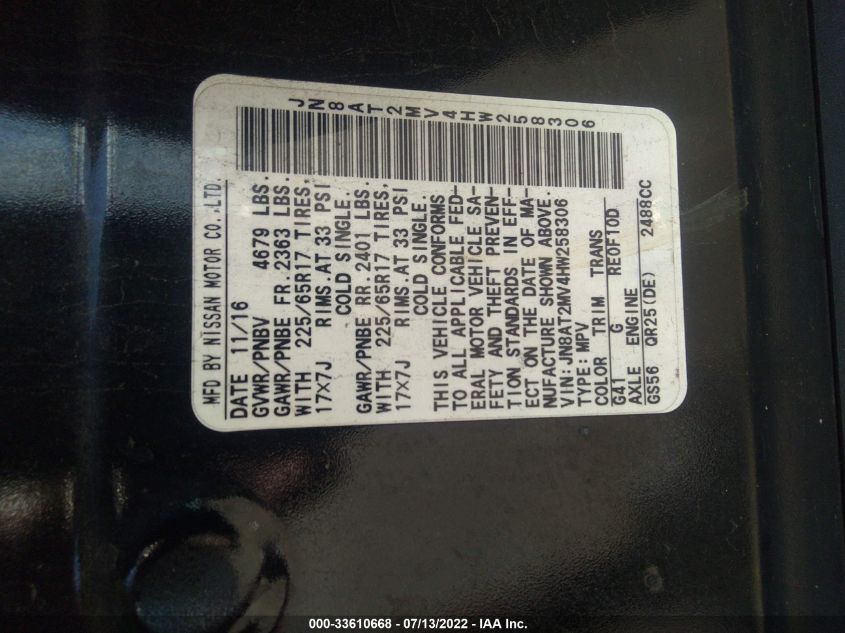 JN8AT2MV4HW258306
MFD BY NISSAN MOTOR CO.,LTD.
DATE 11/16
GVWR/PNBV 4679 LBS.
GAWR/PNBE FR. 2363 LBS.
WITH 225/65R17 TIRES,
17X7J RIMS.AT 33 PSI
COLD SINGLE.
GAWR/PNBE RR. 2401 LBS.
WITH 225/65R17 TIRES,
17X7J RIMS.AT 33 PSI
COLD SINGLE.
THIS VEHICLE CONFORMS
TO ALL APPLICABLE FED-
ERAL MOTOR VEHICLE SA-
FETY AND THEFT PREVEN-
TION STANDARDS IN EFF-
ECT ON THE DATE OF MA-
NUFACTURE SHOWN ABOVE.
VIN: JN8AT2MV4HW258306
TYPE: MPV
COLOR TRIM TRANS
G41 G RE0F10D
AXLE ENGINE
GS56 QR25(DE) 2488CC
000-33610668 - 07/13/2022 - IAA Inc.